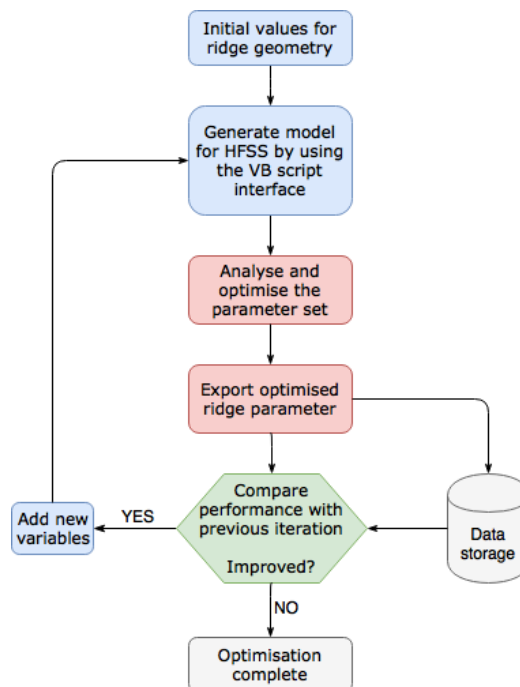 Initial values for
ridge geometry
Generate model
for HFSS by using
the VB script
interface
Analyse and
optimise the
parameter set
Export optimised
ridge parameter
Compare
performance with
previous iteration
Improved?
YES
Add new
variables
Data
storage
NO
Optimisation
complete